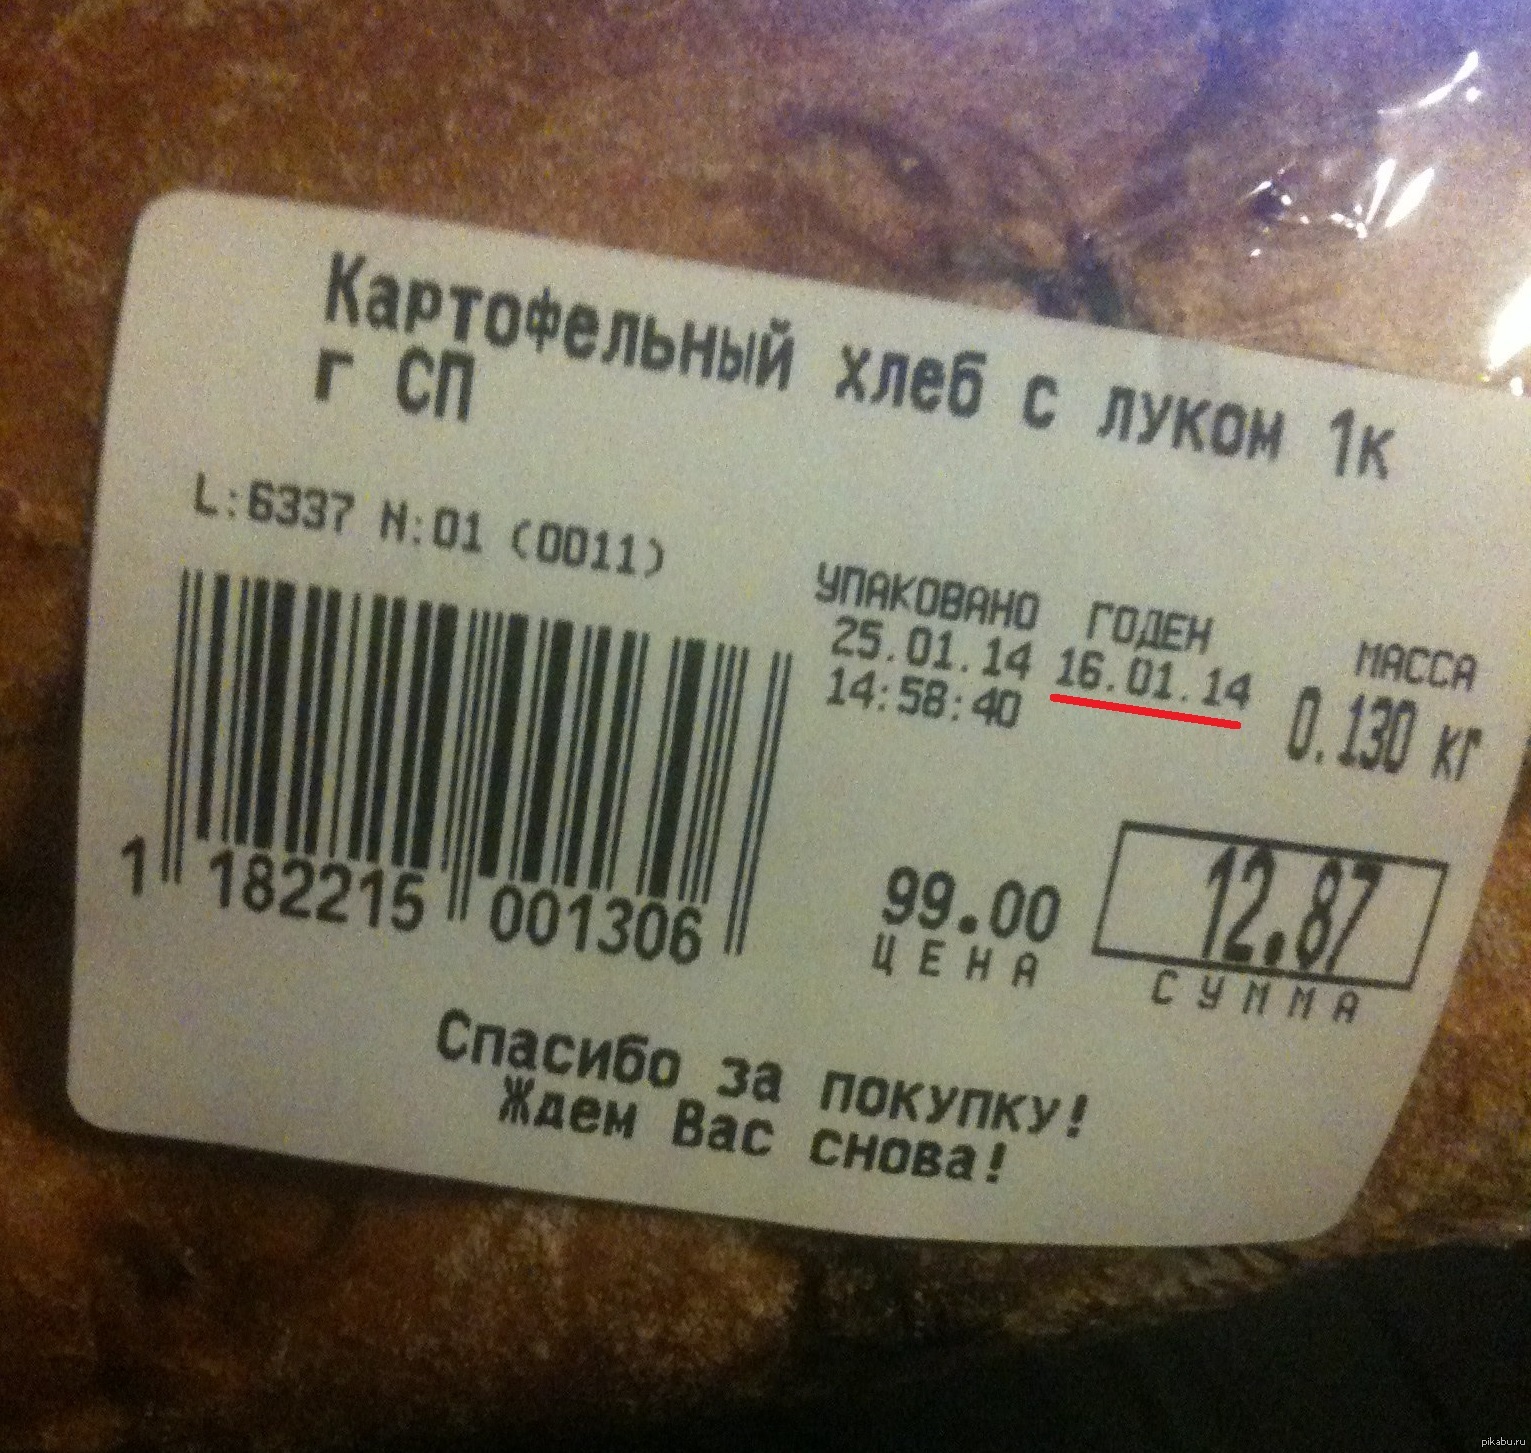 Картофельный хлеб с луком 1к
г СП
L:6337 N:01 (0011)
УПАКОВАНО ГОДЕН МАССА
25.01.14 16.01.14 0.130 кг
14:58:40
1 182215 001306
99.00 12.87
ЦЕНА СУММА
Спасибо за покупку!
Ждем Вас снова!
pikabu.ru